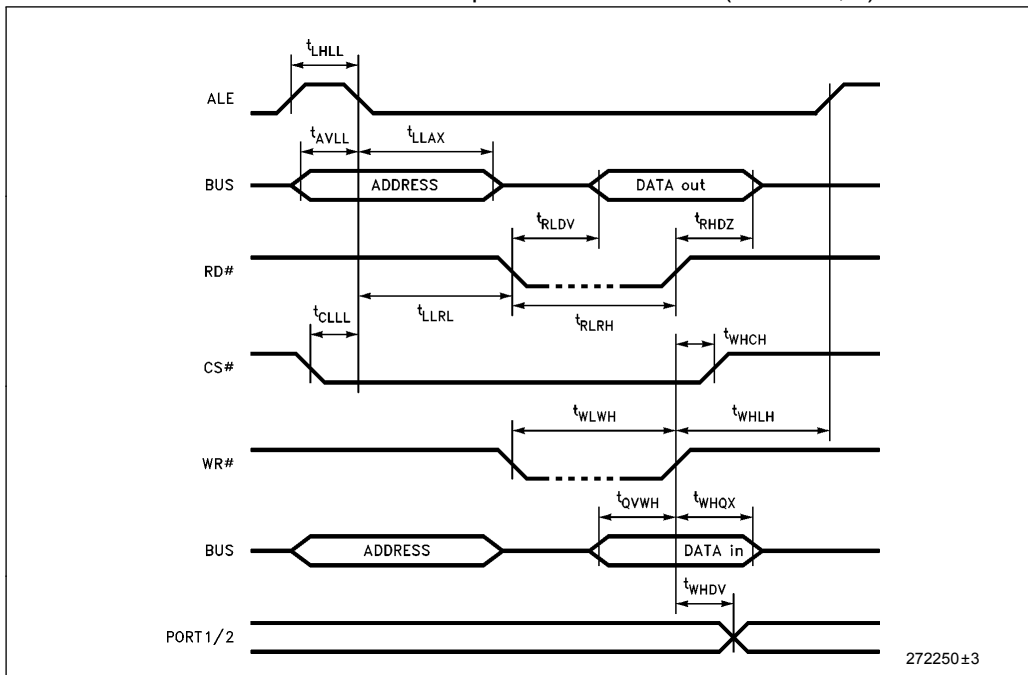 tLHLL
ALE
tAVLL
tLLAX
BUS
ADDRESS
DATA out
tRLDV
tRHDZ
RD#
tCLLL
tLLRL
tRLRH
tWHCH
CS#
tWLWH
tWHLH
WR#
tQVWH
tWHQX
BUS
ADDRESS
DATA in
tWHDV
PORT1/2
272250±3